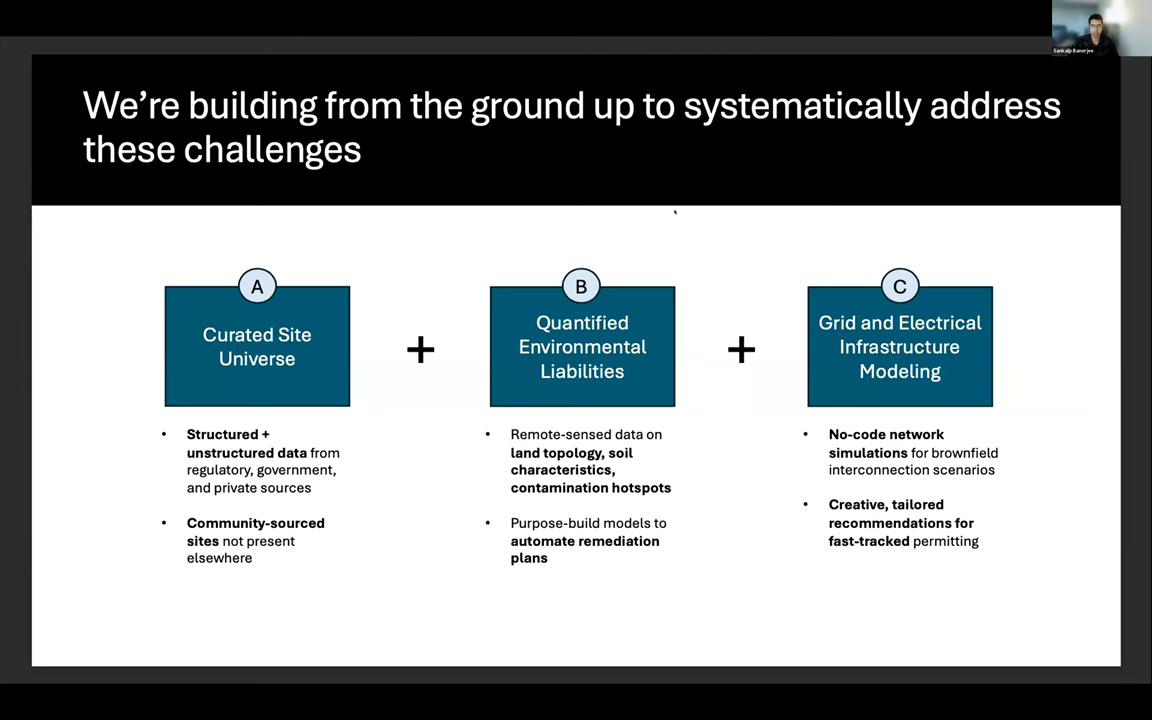 Sankalp Banerjee
We're building from the ground up to systematically address
these challenges
A
Curated Site
Universe
• Structured +
unstructured data from
regulatory, government,
and private sources
• Community-sourced
sites not present
elsewhere
+
B
Quantified
Environmental
Liabilities
• Remote-sensed data on
land topology, soil
characteristics,
contamination hotspots
• Purpose-build models to
automate remediation
plans
+
C
Grid and Electrical
Infrastructure
Modeling
• No-code network
simulations for brownfield
interconnection scenarios
• Creative, tailored
recommendations for
fast-tracked permitting